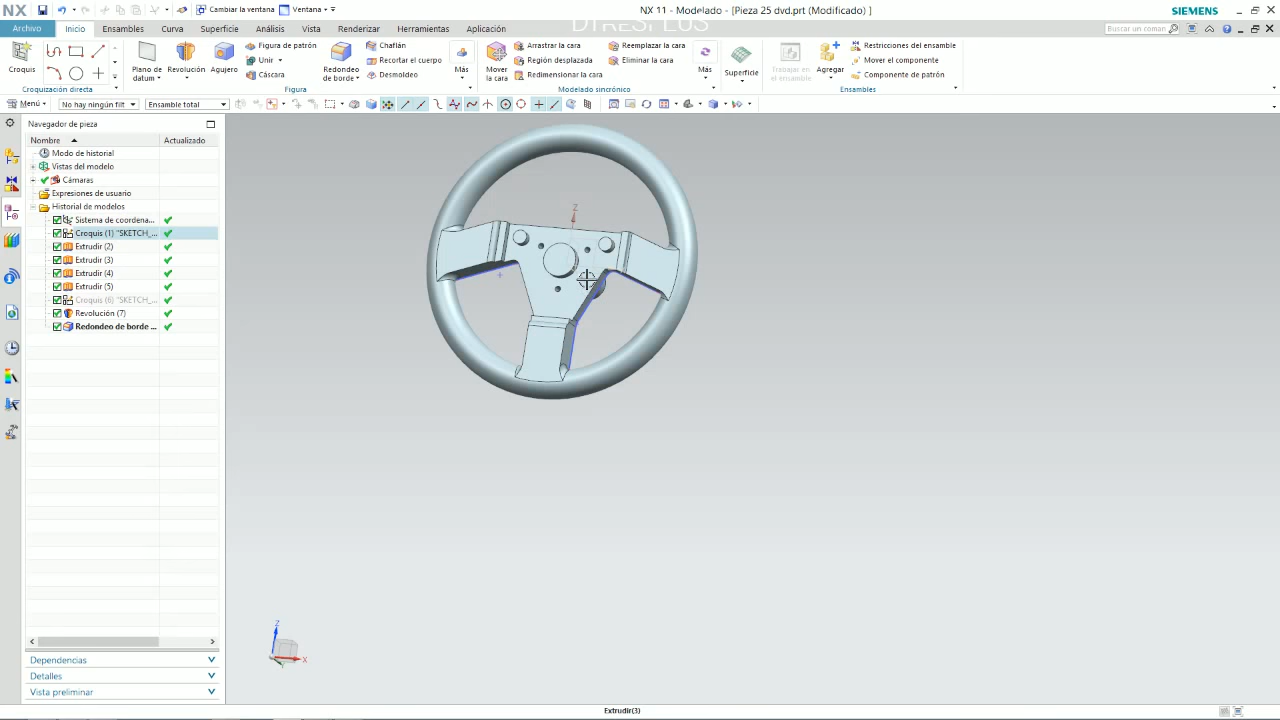 NX Cambiar la ventana Ventana NX 11 - Modelado - [Pieza 25 dvd.prt (Modificado) ] SIEMENS
DTRESPLUS
Archivo Inicio Ensambles Curva Superficie Análisis Vista Renderizar Herramientas Aplicación Buscar un coman
Croquis
Croquización directa
Plano de datum
Revolución
Agujero
Figura de patrón
Unir
Cáscara
Redondeo de borde
Chaflán
Recortar el cuerpo
Desmoldeo
Más
Figura
Mover la cara
Arrastrar la cara
Región desplazada
Redimensionar la cara
Reemplazar la cara
Eliminar la cara
Más
Modelado sincrónico
Superficie
Trabajar en el ensamble
Agregar
Restricciones del ensamble
Mover el componente
Componente de patrón
Ensambles
Menú No hay ningún filt Ensamble total
Navegador de pieza
Nombre Actualizado
Modo de historial
Vistas del modelo
Cámaras
Expresiones de usuario
Historial de modelos
Sistema de coordena...
Croquis (1) "SKETCH_...
Extrudir (2)
Extrudir (3)
Extrudir (4)
Extrudir (5)
Croquis (6) "SKETCH_...
Revolución (7)
Redondeo de borde ...
Z
Z
X
Dependencias
Detalles
Vista preliminar
Extrudir(3)